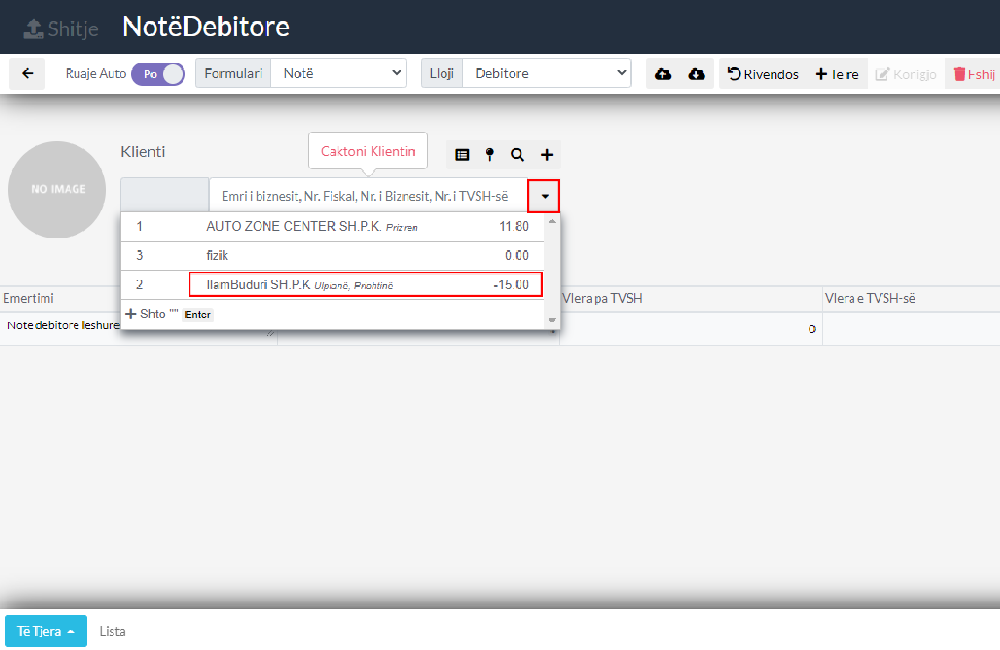 Shitje NotëDebitore
Ruaje Auto Po Formulari Notë Lloji Debitore Rivendos Të re Korigjo Fshij
Klienti
Caktoni Klientin
NO IMAGE
Emri i biznesit, Nr. Fiskal, Nr. i Biznesit, Nr. i TVSH-së
1 AUTO ZONE CENTER SH.P.K. Prizren 11.80
3 fizik 0.00
2 IlamBuduri SH.P.K Ulpianë, Prishtinë -15.00
Shto "" Enter
Emertimi Vlera pa TVSH Vlera e TVSH-së
Note debitore leshure 0
Të Tjera Lista